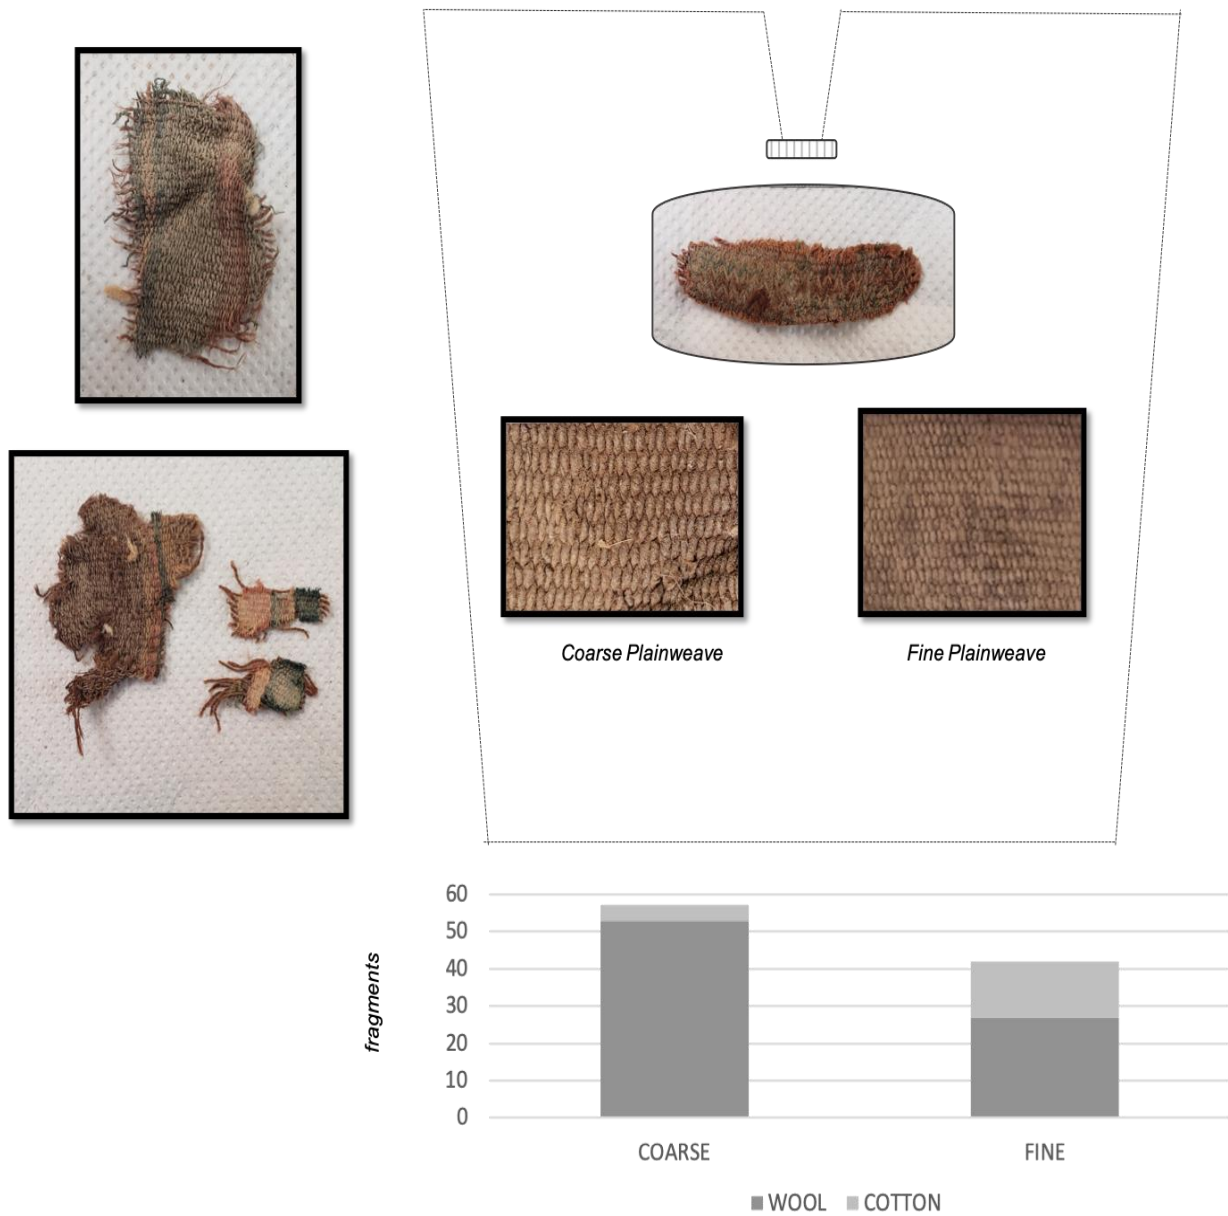 Coarse Plainweave
Fine Plainweave
60
50
40
30
20
10
0
fragments
COARSE
FINE
WOOL
COTTON